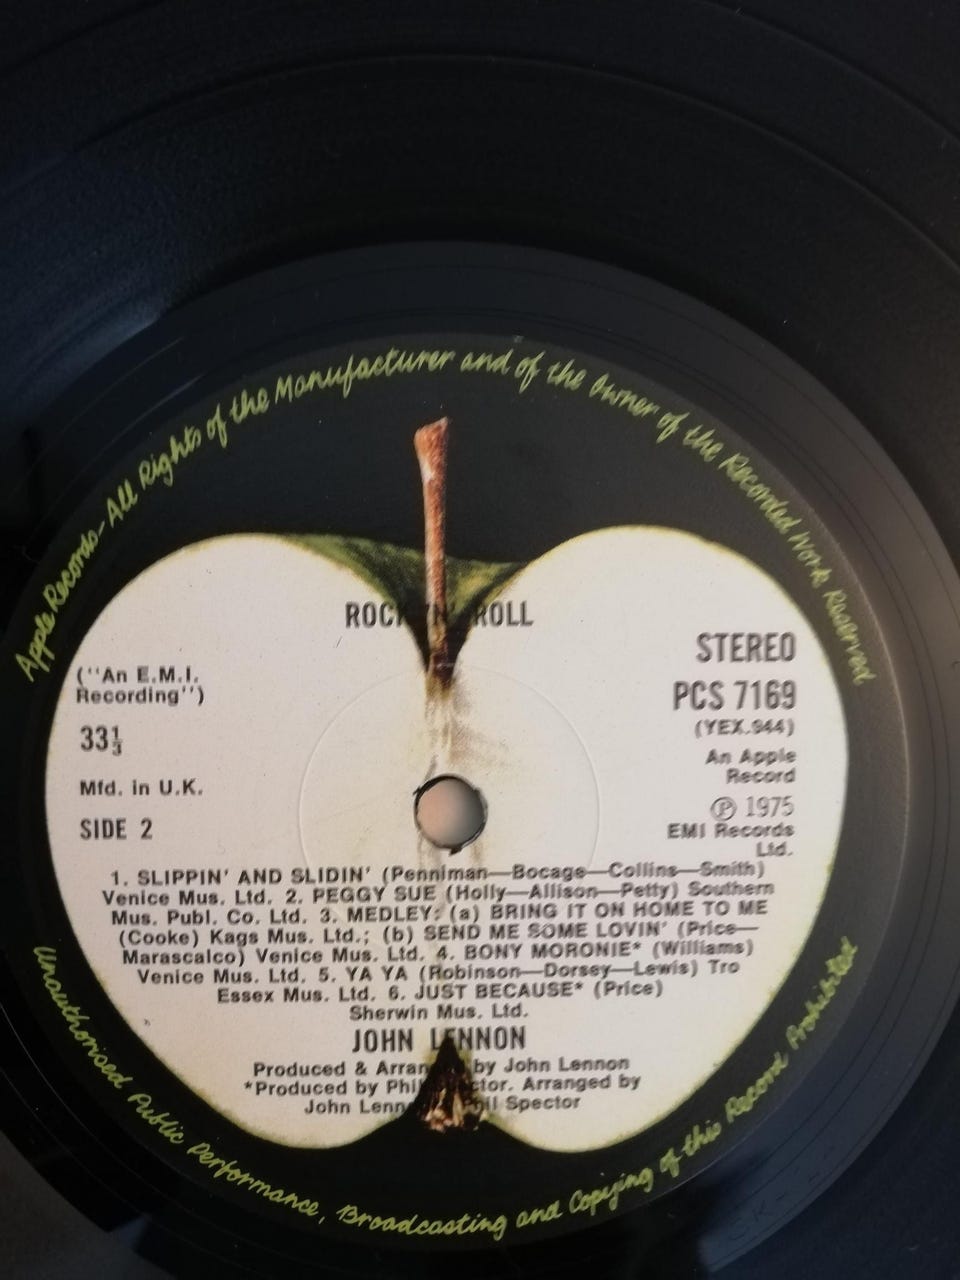 Apple Records-All Rights of the Manufacturer and of the Owner of the Recorded Work Reserved
ROCK 'N' ROLL
STEREO
PCS 7169
(YEX.944)
An Apple
Record
Ⓟ 1975
EMI Records
Ltd.
("An E.M.I.
Recording")
33⅓
Mfd. in U.K.
SIDE 2
1. SLIPPIN' AND SLIDIN' (Penniman—Bocage—Collins—Smith)
Venice Mus. Ltd. 2. PEGGY SUE (Holly—Allison—Petty) Southern
Mus. Publ. Co. Ltd. 3. MEDLEY: (a) BRING IT ON HOME TO ME
(Cooke) Kags Mus. Ltd.; (b) SEND ME SOME LOVIN' (Price—
Marascalco) Venice Mus. Ltd. 4. BONY MORONIE* (Williams)
Venice Mus. Ltd. 5. YA YA (Robinson—Dorsey—Lewis) Tro
Essex Mus. Ltd. 6. JUST BECAUSE* (Price)
Sherwin Mus. Ltd.
JOHN LENNON
Produced & Arranged by John Lennon
*Produced by Phil Spector. Arranged by
John Lennon Phil Spector
Unauthorised Public Performance, Broadcasting and Copying of this Record Prohibited